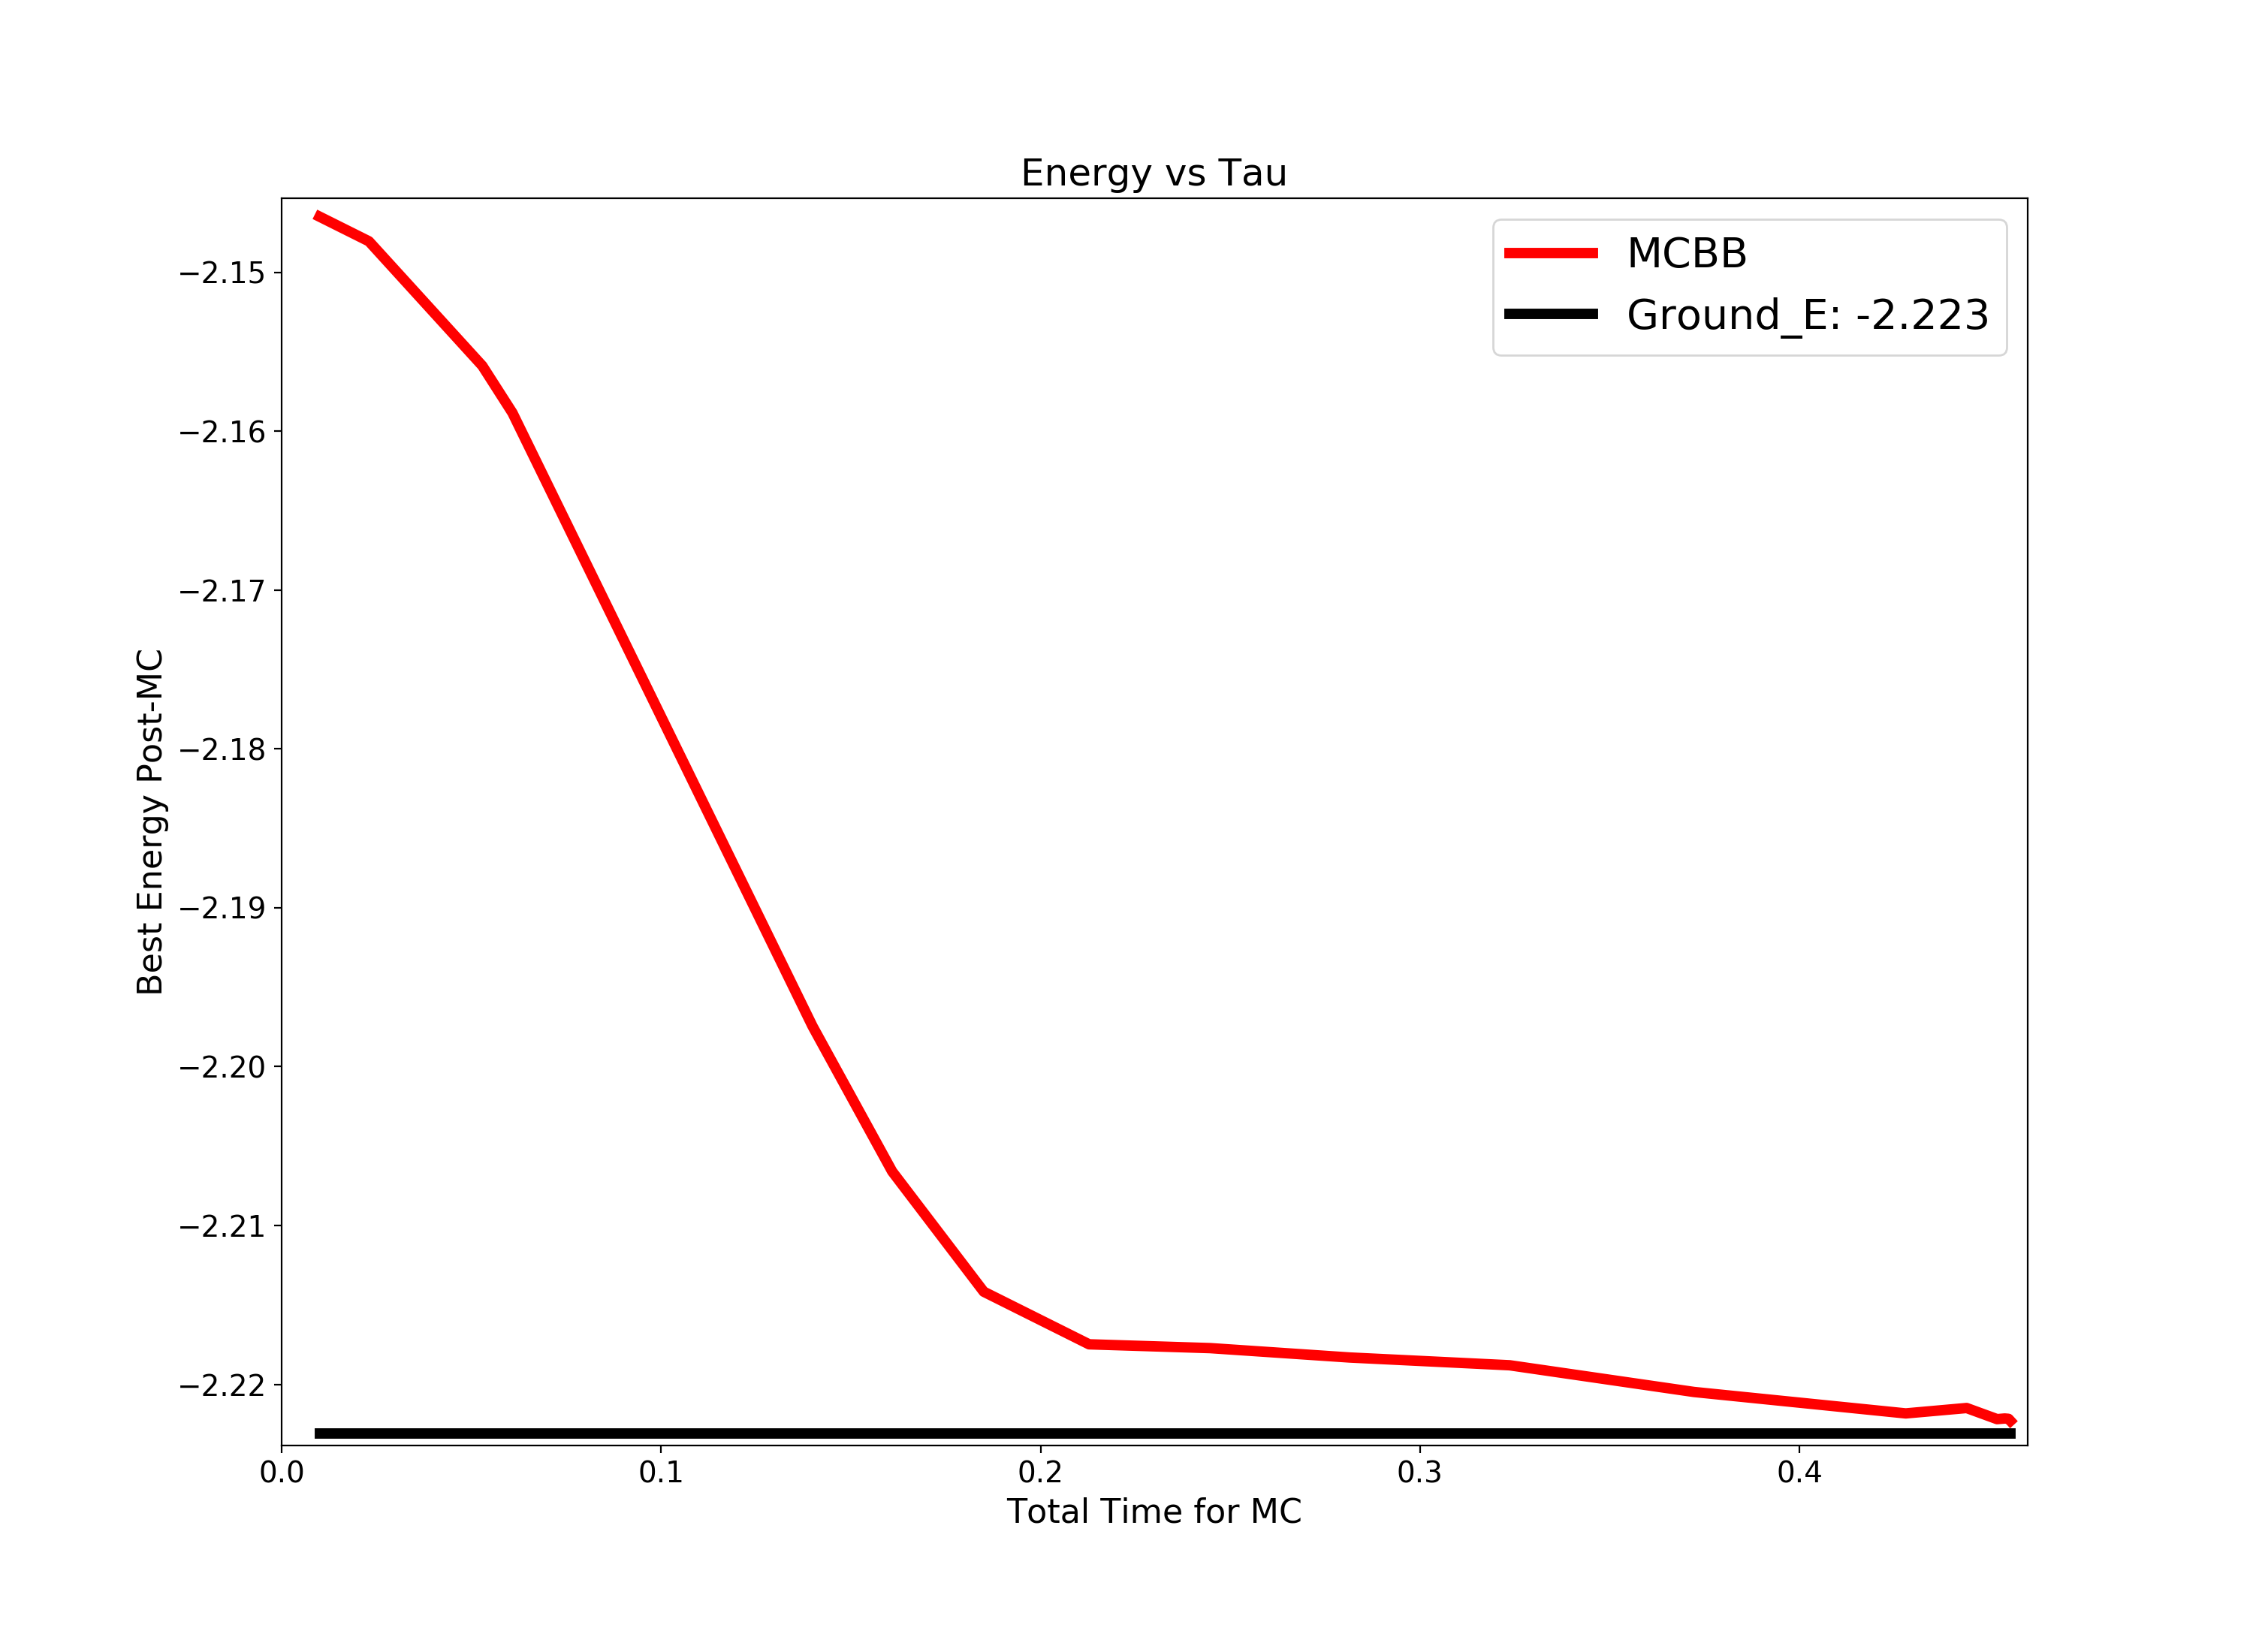 Energy vs Tau
MCBB
Ground_E: -2.223
Best Energy Post-MC
−2.15
−2.16
−2.17
−2.18
−2.19
−2.20
−2.21
−2.22
0.0 0.1 0.2 0.3 0.4
Total Time for MC